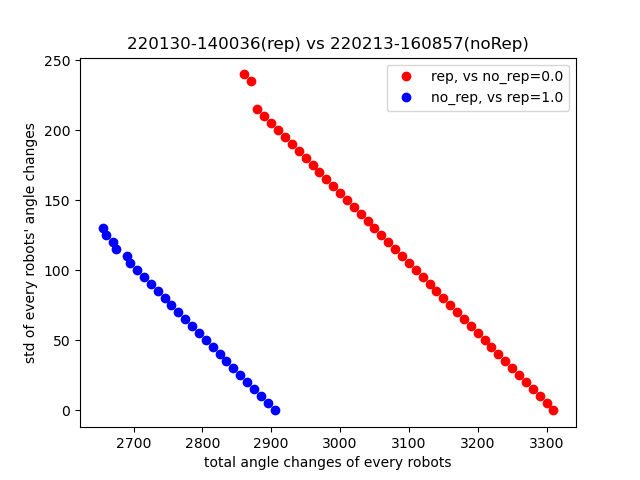 220130-140036(rep) vs 220213-160857(noRep)
rep, vs no_rep=0.0
no_rep, vs rep=1.0
std of every robots' angle changes
250
200
150
100
50
0
2700 2800 2900 3000 3100 3200 3300
total angle changes of every robots